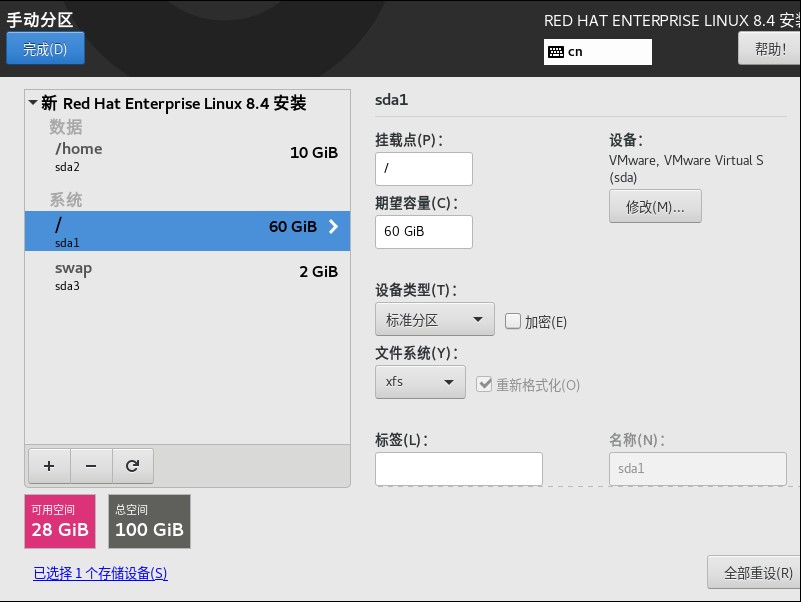 手动分区
RED HAT ENTERPRISE LINUX 8.4 安
完成(D)
cn
帮助!
新 Red Hat Enterprise Linux 8.4 安装
数据
/home
10 GiB
sda2
系统
/
60 GiB
sda1
swap
2 GiB
sda3
sda1
挂载点(P):
/
设备:
VMware, VMware Virtual S
(sda)
修改(M)...
期望容量(C):
60 GiB
设备类型(T):
标准分区
加密(E)
文件系统(Y):
xfs
重新格式化(O)
标签(L):
名称(N):
sda1
+
−
可用空间
28 GiB
总空间
100 GiB
已选择 1 个存储设备(S)
全部重设(R)